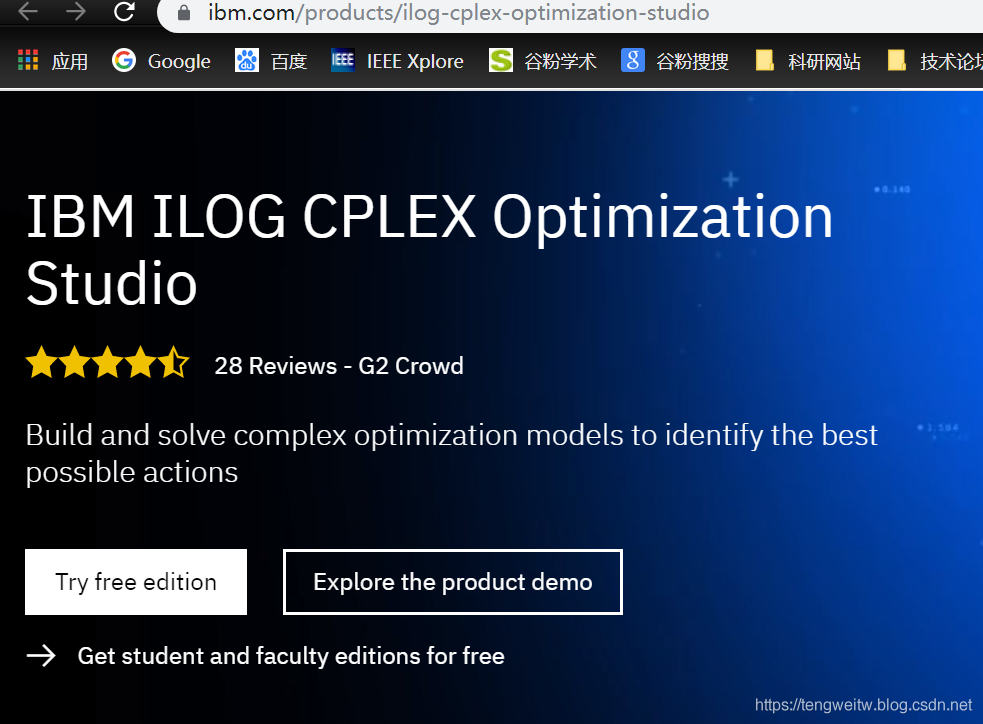 ibm.com/products/ilog-cplex-optimization-studio
应用 Google 百度 IEEE Xplore 谷粉学术 谷粉搜搜 科研网站 技术论坛
IBM ILOG CPLEX Optimization
Studio
28 Reviews - G2 Crowd
Build and solve complex optimization models to identify the best
possible actions
Try free edition
Explore the product demo
→ Get student and faculty editions for free
https://tengweitw.blog.csdn.net